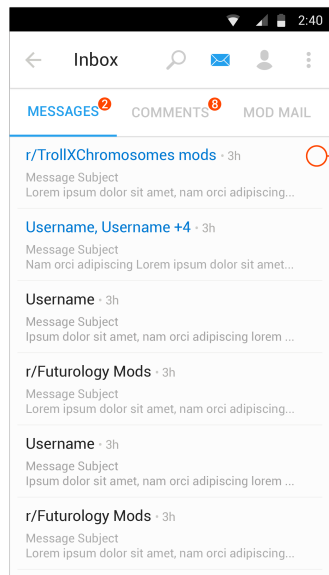 2:40
Inbox
MESSAGES 2 COMMENTS 8 MOD MAIL
r/TrollXChromosomes mods • 3h
Message Subject
Lorem ipsum dolor sit amet, nam orci adipiscing...
Username, Username +4 • 3h
Message Subject
Nam orci adipiscing Lorem ipsum dolor sit amet...
Username • 3h
Message Subject
Ipsum dolor sit amet, nam orci adipiscing lorem ...
r/Futurology Mods • 3h
Message Subject
Lorem ipsum dolor sit amet, nam orci adipiscing...
Username • 3h
Message Subject
Ipsum dolor sit amet, nam orci adipiscing lorem ...
r/Futurology Mods • 3h
Message Subject
Lorem ipsum dolor sit amet, nam orci adipiscing...